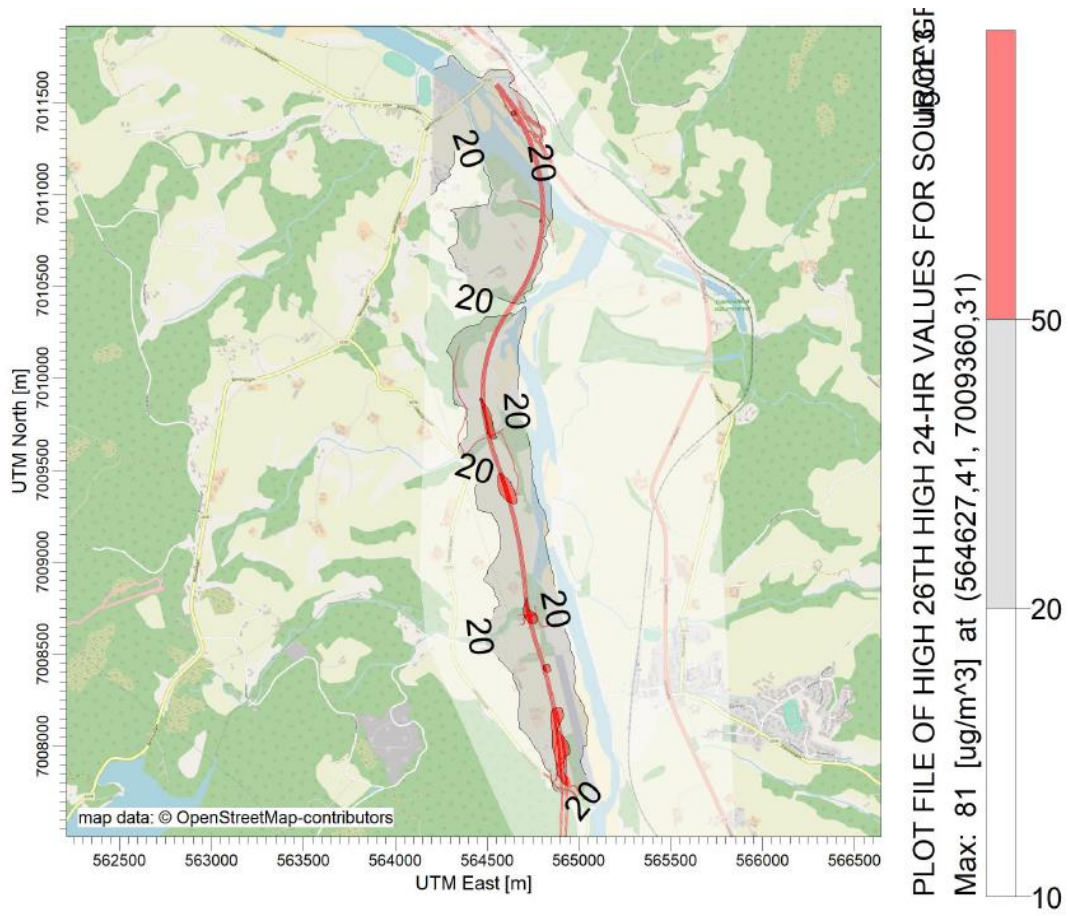 7011500
7011000
7010500
7010000
7009500
7009000
7008500
7008000
UTM North [m]
20
20
20
20
20
20
20
20
map data: © OpenStreetMap-contributors
562500 563000 563500 564000 564500 565000 565500 566000 566500
UTM East [m]
PLOT FILE OF HIGH 26TH HIGH 24-HR VALUES FOR SOURCE GR
ug/m^3
Max: 81 [ug/m^3] at (564627,41, 7009360,31)
50
20
10